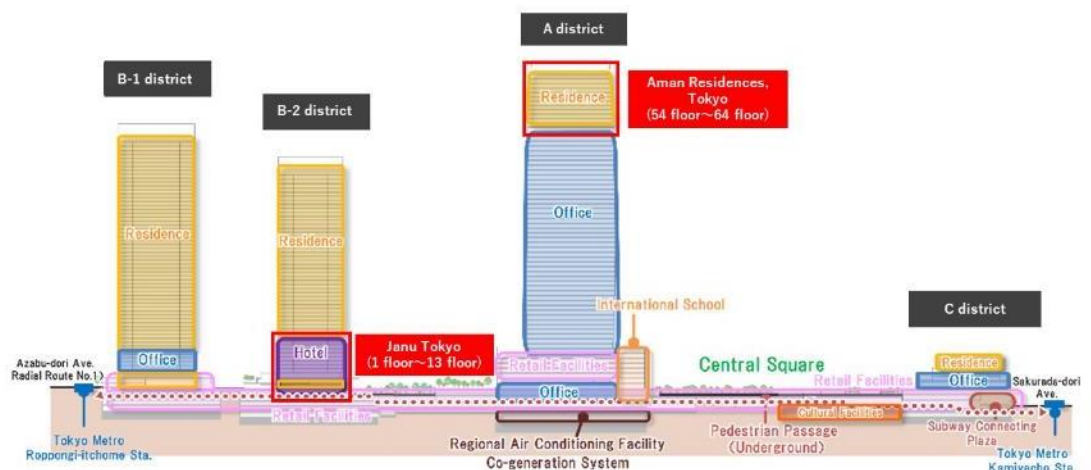 A district
B-1 district
B-2 district
Residence
Aman Residences,
Tokyo
(54 floor~64 floor)
Residence
Residence
Office
International School
C district
Azabu-dori Ave.
Radial Route No.1)
Office
Hotel
Janu Tokyo
(1 floor~13 floor)
Retail Facilities
Office
Central Square
Retail Facilities
Residence
Office
Sakurada-dori
Ave.
Retail Facilities
Cultural Facilities
Tokyo Metro
Roppongi-itchome Sta.
Regional Air Conditioning Facility
Co-generation System
Pedestrian Passage
(Underground)
Subway Connecting
Plaza
Tokyo Metro
Kamiyacho Sta.